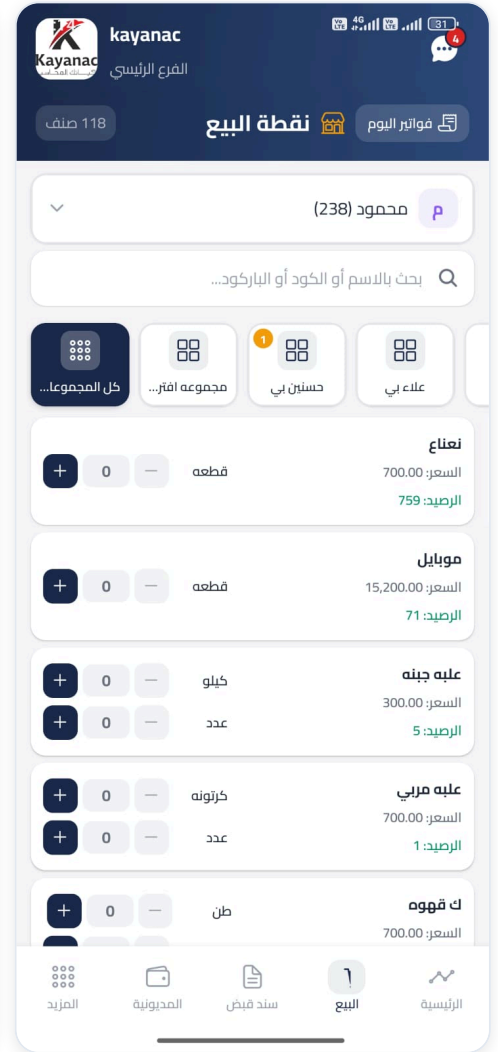 31
4G
kayanac
Kayanac
الفرع الرئيسي
4
فواتير اليوم
نقطة البيع
118 صنف
م
محمود (238)
بحث بالاسم أو الكود أو الباركود...
علاء بي
حسنين بي
1
مجموعه افتر...
كل المجموعا...
نعناع
السعر: 700.00
الرصيد: 759
قطعه
0
موبايل
السعر: 15,200.00
الرصيد: 71
قطعه
0
علبه جبنه
السعر: 300.00
الرصيد: 5
كيلو
0
عدد
0
علبه مربي
السعر: 700.00
الرصيد: 1
كرتونه
0
عدد
0
ك قهوه
السعر: 700.00
طن
0
الرئيسية
البيع
سند قبض
المديونية
المزيد